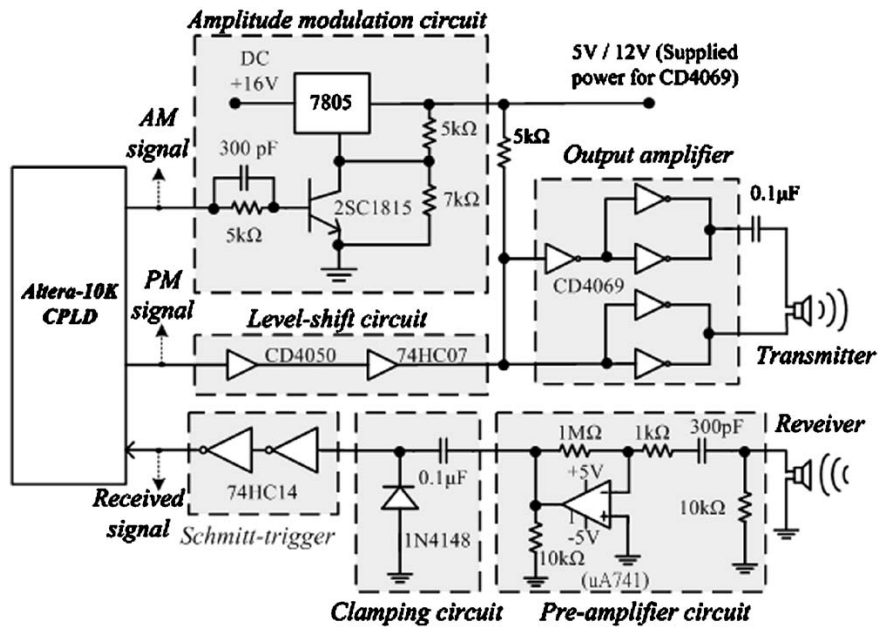 Amplitude modulation circuit
DC
+16V
7805
5V / 12V (Supplied
power for CD4069)
AM
signal
300 pF
5kΩ
5kΩ
7kΩ
5kΩ
2SC1815
Output amplifier
0.1μF
CD4069
Altera-10K
CPLD
PM
signal
Level-shift circuit
CD4050
74HC07
Transmitter
Received
signal
74HC14
Schmitt-trigger
0.1μF
1N4148
Clamping circuit
1MΩ
1kΩ
300pF
Reveiver
+5V
-5V
10kΩ
10kΩ
(uA741)
Pre-amplifier circuit